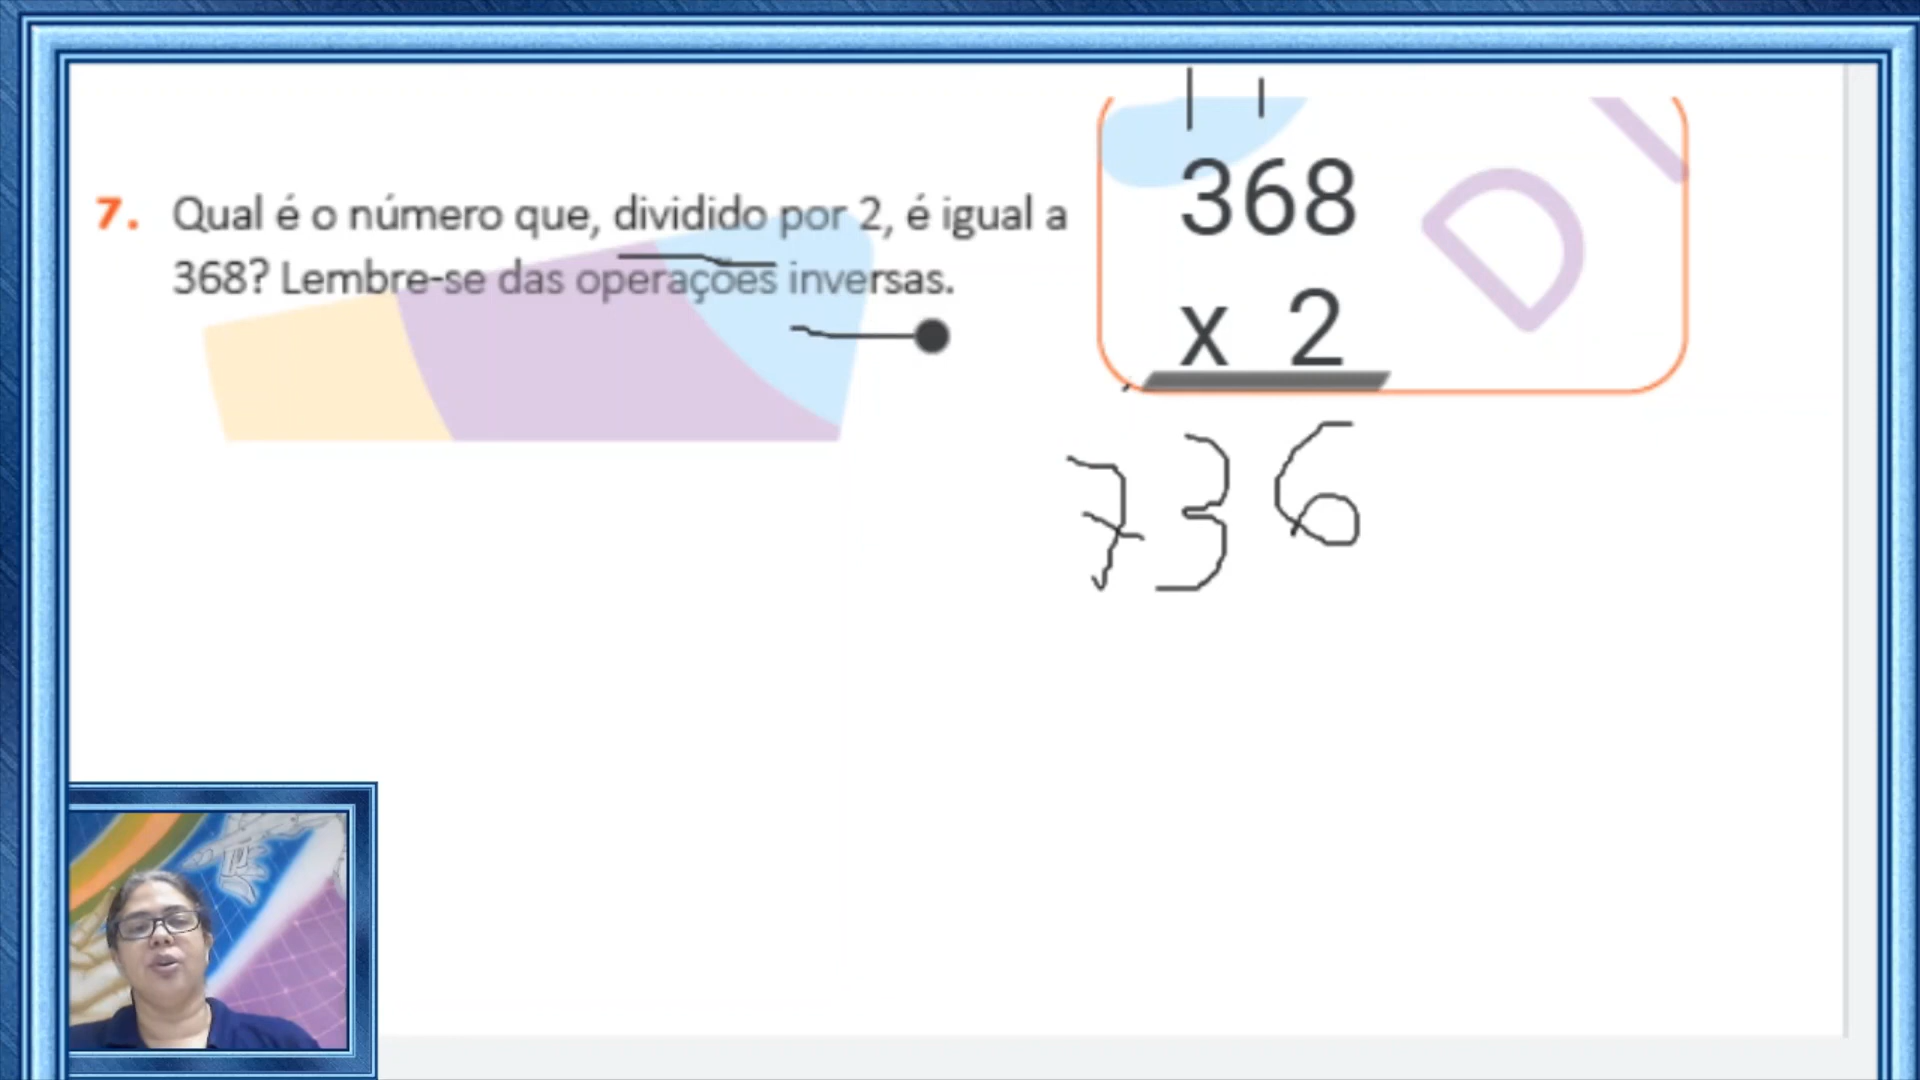 7. Qual é o número que, dividido por 2, é igual a
368? Lembre-se das operações inversas.
1 1
368
x 2
736